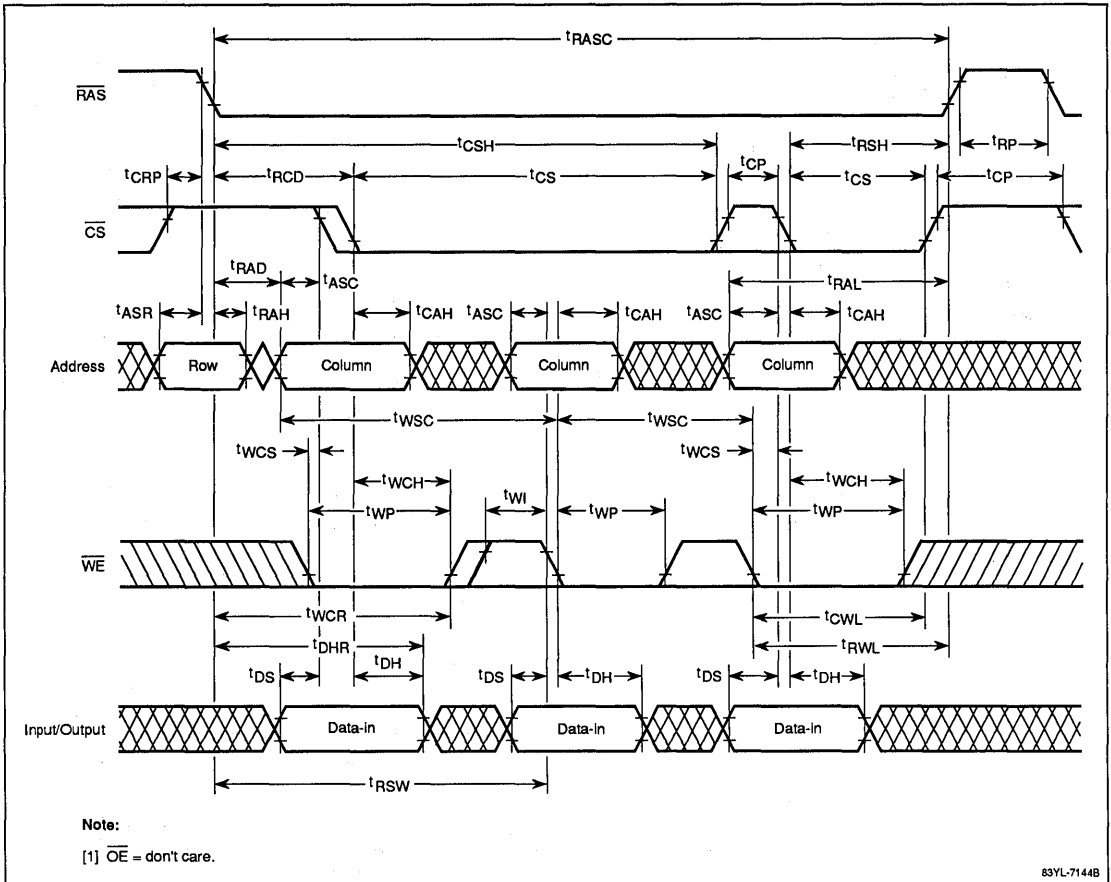 tRASC
RAS
tCSH
tRSH
tRP
tCRP
tRCD
tCS
tCP
tCS
tCP
CS
tRAD
tASC
tRAL
tASR
tRAH
tCAH
tASC
tCAH
tASC
tCAH
Address
Row
Column
Column
Column
tWSC
tWSC
tWCS
tWCS
tWCH
tWI
tWCH
tWP
tWP
tWP
WE
tWCR
tCWL
tDHR
tRWL
tDS
tDH
tDS
tDH
tDS
tDH
Input/Output
Data-in
Data-in
Data-in
tRSW
Note:
[1] OE = don't care.
83YL-7144B